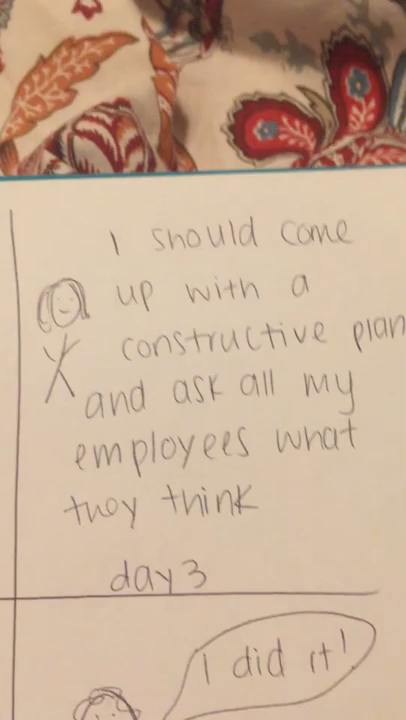 I should come
up with a
constructive plan
and ask all my
employees what
they think
day 3
I did it!